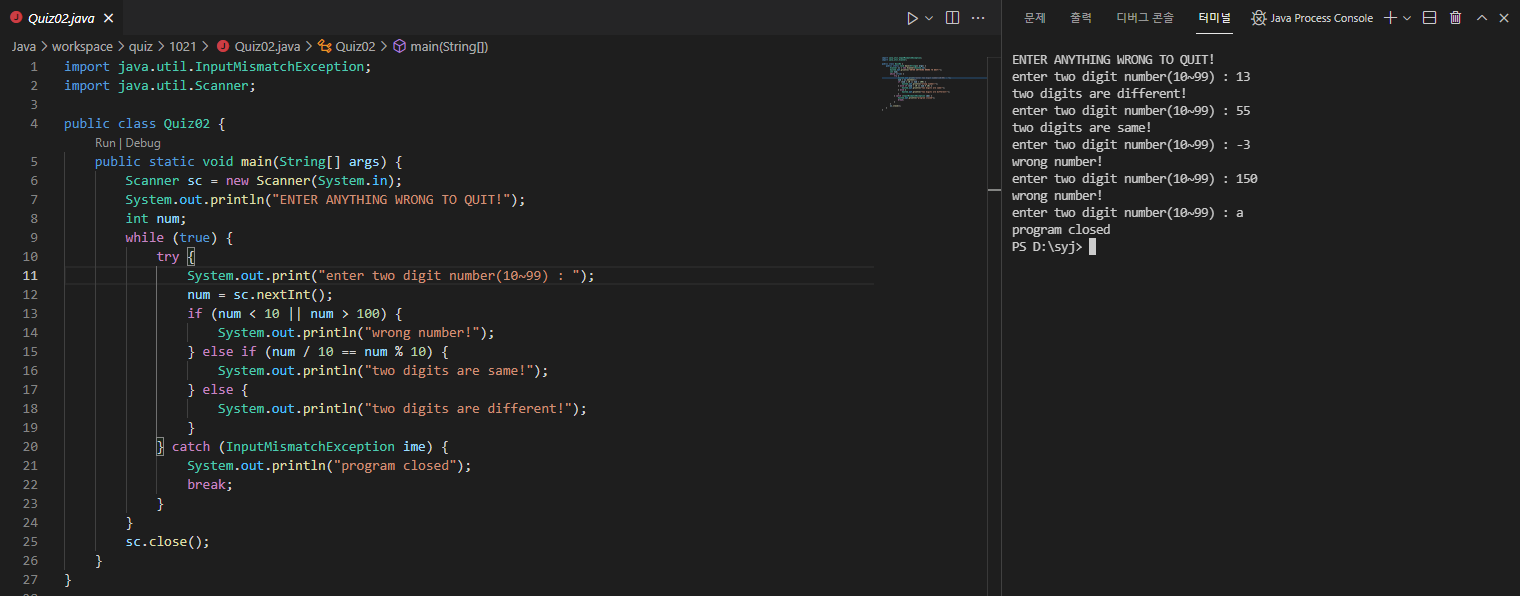 Quiz02.java
Java > workspace > quiz > 1021 > Quiz02.java > Quiz02 > main(String[])
1 import java.util.InputMismatchException;
2 import java.util.Scanner;
3
4 public class Quiz02 {
Run | Debug
5 public static void main(String[] args) {
6 Scanner sc = new Scanner(System.in);
7 System.out.println("ENTER ANYTHING WRONG TO QUIT!");
8 int num;
9 while (true) {
10 try {
11 System.out.print("enter two digit number(10~99) : ");
12 num = sc.nextInt();
13 if (num < 10 || num > 100) {
14 System.out.println("wrong number!");
15 } else if (num / 10 == num % 10) {
16 System.out.println("two digits are same!");
17 } else {
18 System.out.println("two digits are different!");
19 }
20 } catch (InputMismatchException ime) {
21 System.out.println("program closed");
22 break;
23 }
24 }
25 sc.close();
26 }
27 }
문제 출력 디버그 콘솔 터미널 Java Process Console
ENTER ANYTHING WRONG TO QUIT!
enter two digit number(10~99) : 13
two digits are different!
enter two digit number(10~99) : 55
two digits are same!
enter two digit number(10~99) : -3
wrong number!
enter two digit number(10~99) : 150
wrong number!
enter two digit number(10~99) : a
program closed
PS D:\syj>